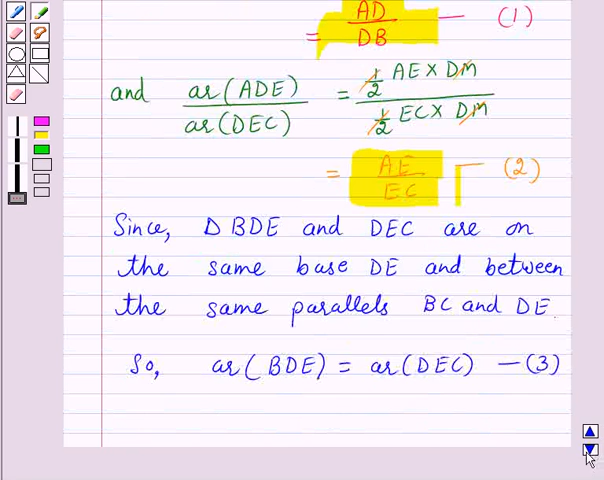 = AD/DB — (1)
and ar(ADE)/ar(DEC) = 1/2 AE × DM / 1/2 EC × DM
= AE/EC — (2)
Since, Δ BDE and DEC are on
the same base DE and between
the same parallels BC and DE.
So, ar(BDE) = ar(DEC) — (3)